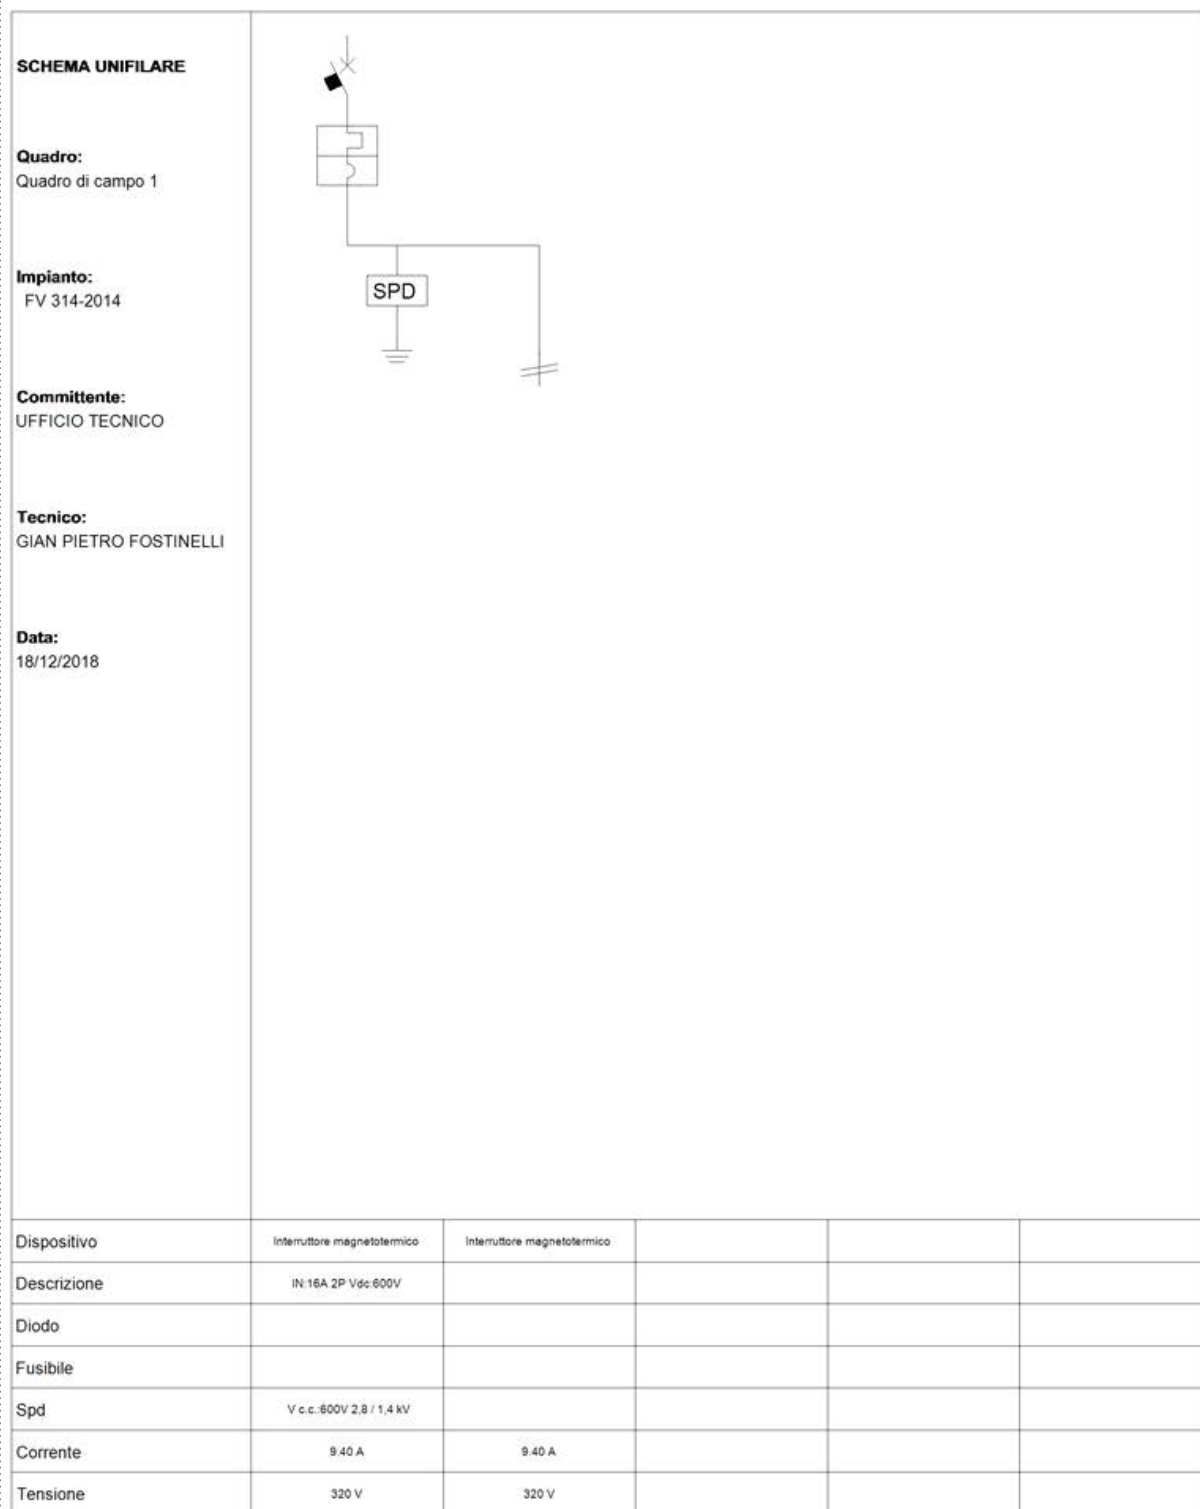 SCHEMA UNIFILARE
Quadro:
Quadro di campo 1
Impianto:
FV 314-2014
Committente:
UFFICIO TECNICO
Tecnico:
GIAN PIETRO FOSTINELLI
Data:
18/12/2018
SPD
Dispositivo Interruttore magnetotermico Interruttore magnetotermico
Descrizione IN:16A 2P Vdc:600V
Diodo
Fusibile
Spd V c.c.:600V 2,8 / 1,4 kV
Corrente 9.40 A 9.40 A
Tensione 320 V 320 V